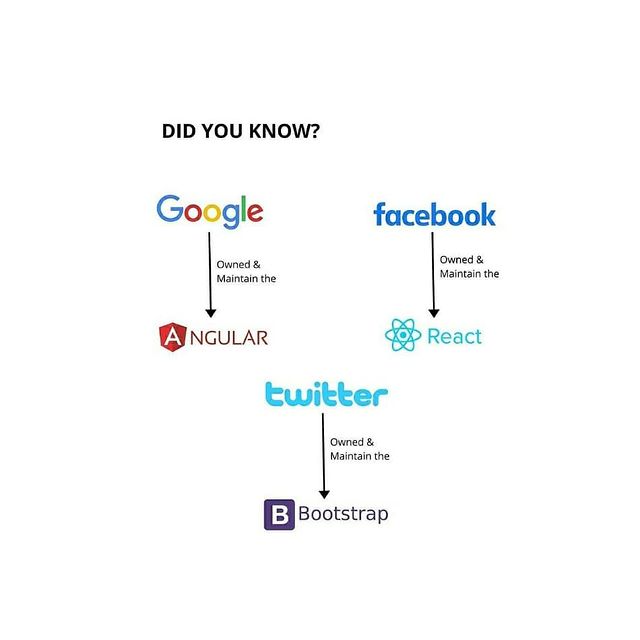 DID YOU KNOW?
Google
facebook
Owned &
Maintain the
Owned &
Maintain the
ANGULAR
React
twitter
Owned &
Maintain the
B Bootstrap